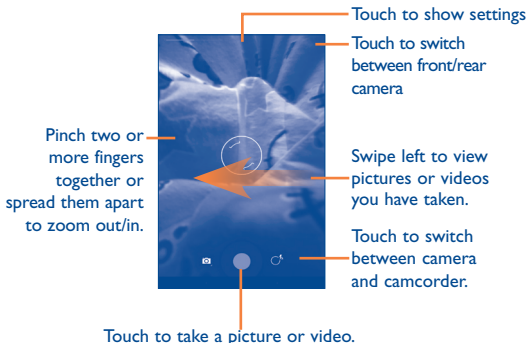 Touch to show settings
Touch to switch
between front/rear
camera
Pinch two or
more fingers
together or
spread them apart
to zoom out/in.
Swipe left to view
pictures or videos
you have taken.
Touch to switch
between camera
and camcorder.
Touch to take a picture or video.